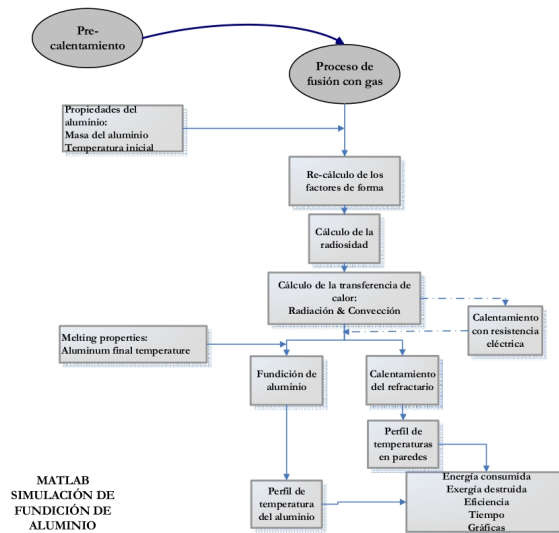 Pre-
calentamiento
Proceso de
fusión con gas
Propiedades del
aluminio:
Masa del aluminio
Temperatura inicial
Re-cálculo de los
factores de forma
Cálculo de la
radiosidad
Cálculo de la transferencia de
calor:
Radiación & Convección
Calentamiento
con resistencia
eléctrica
Melting properties:
Aluminum final temperature
Fundición de
aluminio
Calentamiento
del refractario
Perfil de
temperaturas
en paredes
Perfil de
temperatura
del aluminio
Energía consumida
Exergía destruida
Eficiencia
Tiempo
Gráficas
MATLAB
SIMULACIÓN DE
FUNDICIÓN DE
ALUMINIO